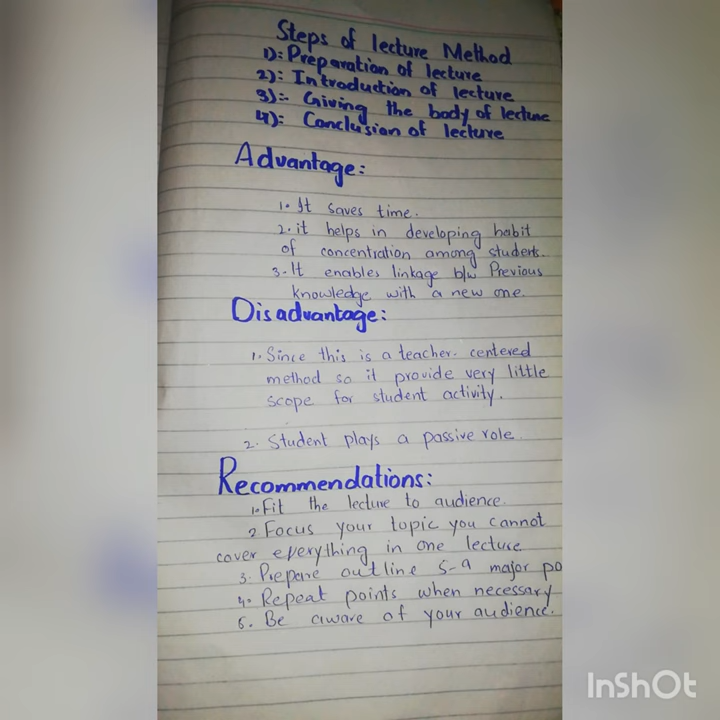 Steps of lecture Method
1): Preparation of lecture
2): Introduction of lecture
3):- Giving the body of lecture
4): Conclusion of lecture
Advantage:
1. It saves time.
2. it helps in developing habit
of concentration among students.
3. It enables linkage b/w Previous
knowledge with a new one.
Disadvantage:
1. Since this is a teacher. centered
method so it provide very little
scope for student activity.
2. Student plays a passive role.
Recommendations:
1. Fit the lecture to audience.
2 Focus your topic you cannot
cover everything in one lecture
3. Prepare outline 5-9 major po
4. Repeat points when necessary
5. Be aware of your audience.
InShOt